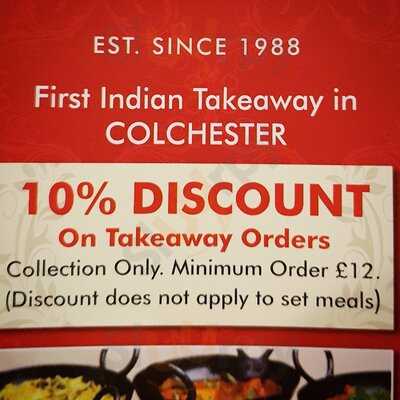 EST. SINCE 1988
First Indian Takeaway in
COLCHESTER
10% DISCOUNT
On Takeaway Orders
Collection Only. Minimum Order £12.
(Discount does not apply to set meals)